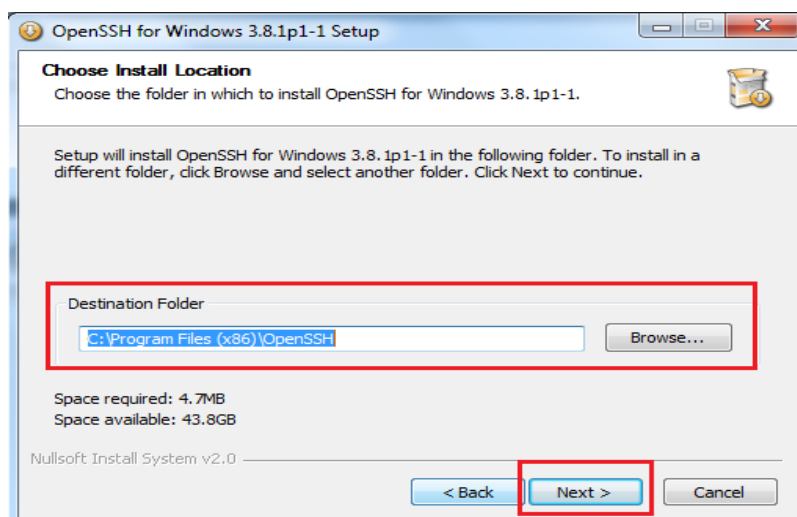 OpenSSH for Windows 3.8.1p1-1 Setup
Choose Install Location
Choose the folder in which to install OpenSSH for Windows 3.8.1p1-1.
Setup will install OpenSSH for Windows 3.8.1p1-1 in the following folder. To install in a
different folder, click Browse and select another folder. Click Next to continue.
Destination Folder
C:\Program Files (x86)\OpenSSH
Browse...
Space required: 4.7MB
Space available: 43.8GB
Nullsoft Install System v2.0
< Back
Next >
Cancel